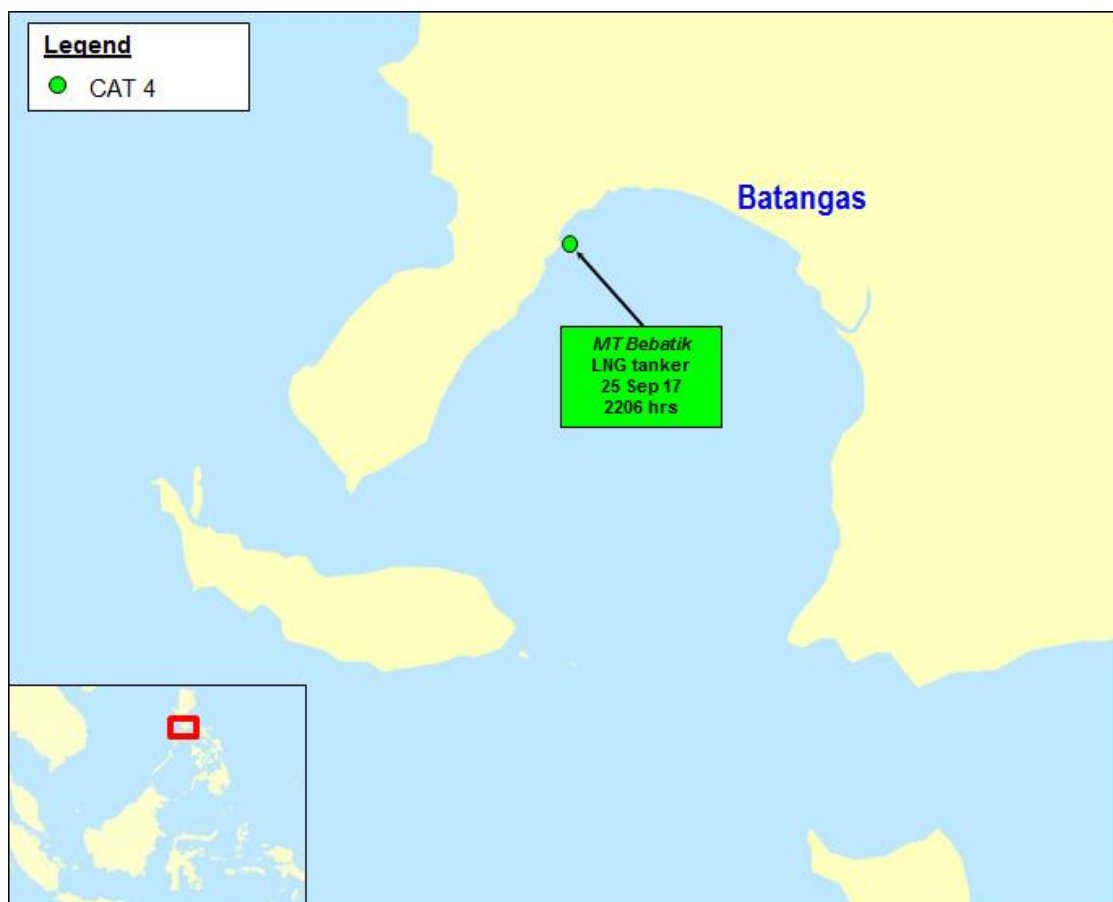 Legend
CAT 4
Batangas
MT Bebatik
LNG tanker
25 Sep 17
2206 hrs